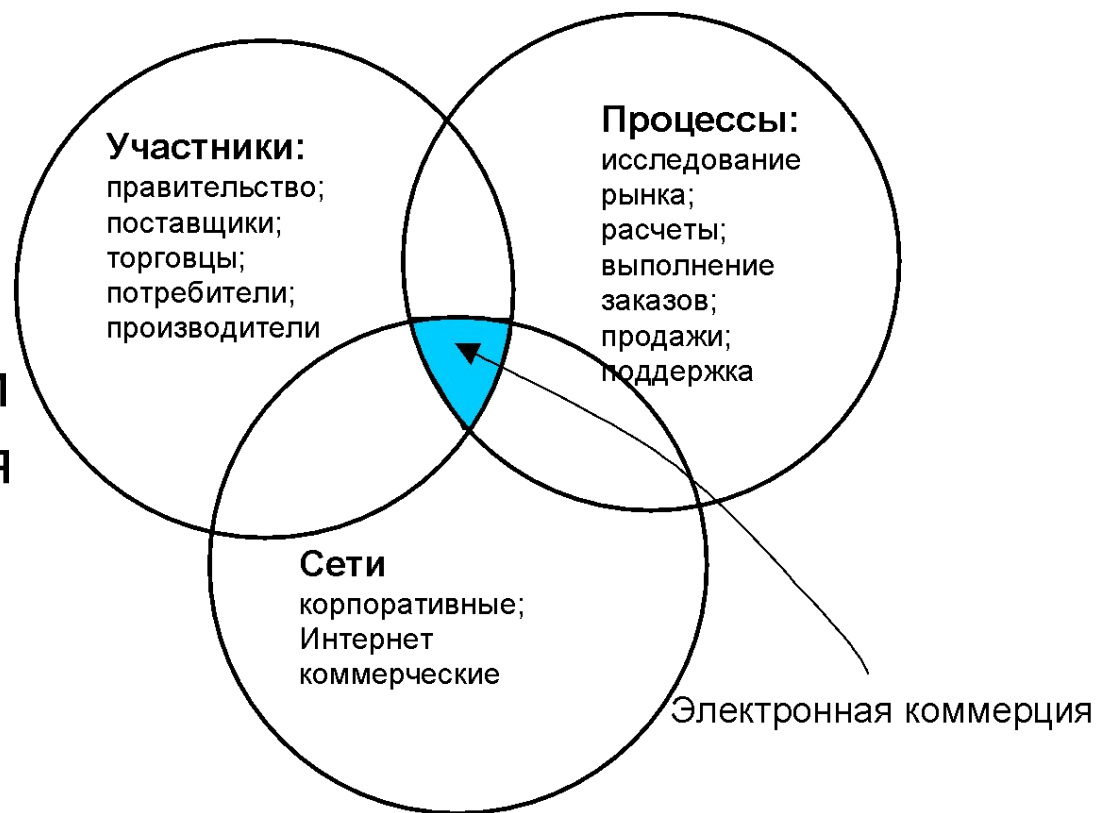 Участники:
правительство;
поставщики;
торговцы;
потребители;
производители
Процессы:
исследование
рынка;
расчеты;
выполнение
заказов;
продажи;
поддержка
Сети
корпоративные;
Интернет
коммерческие
Электронная коммерция